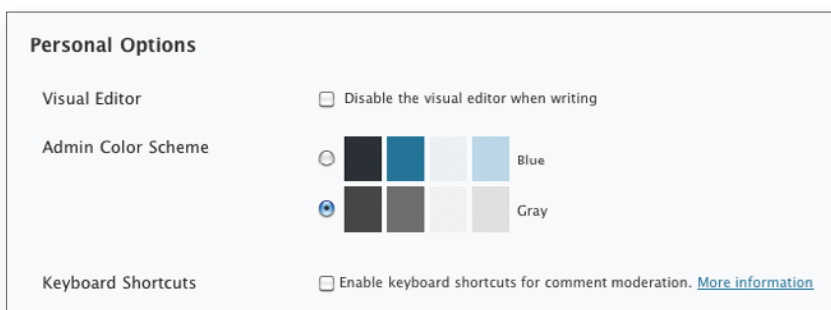 Personal Options
Visual Editor
Disable the visual editor when writing
Admin Color Scheme
Blue
Gray
Keyboard Shortcuts
Enable keyboard shortcuts for comment moderation. More information